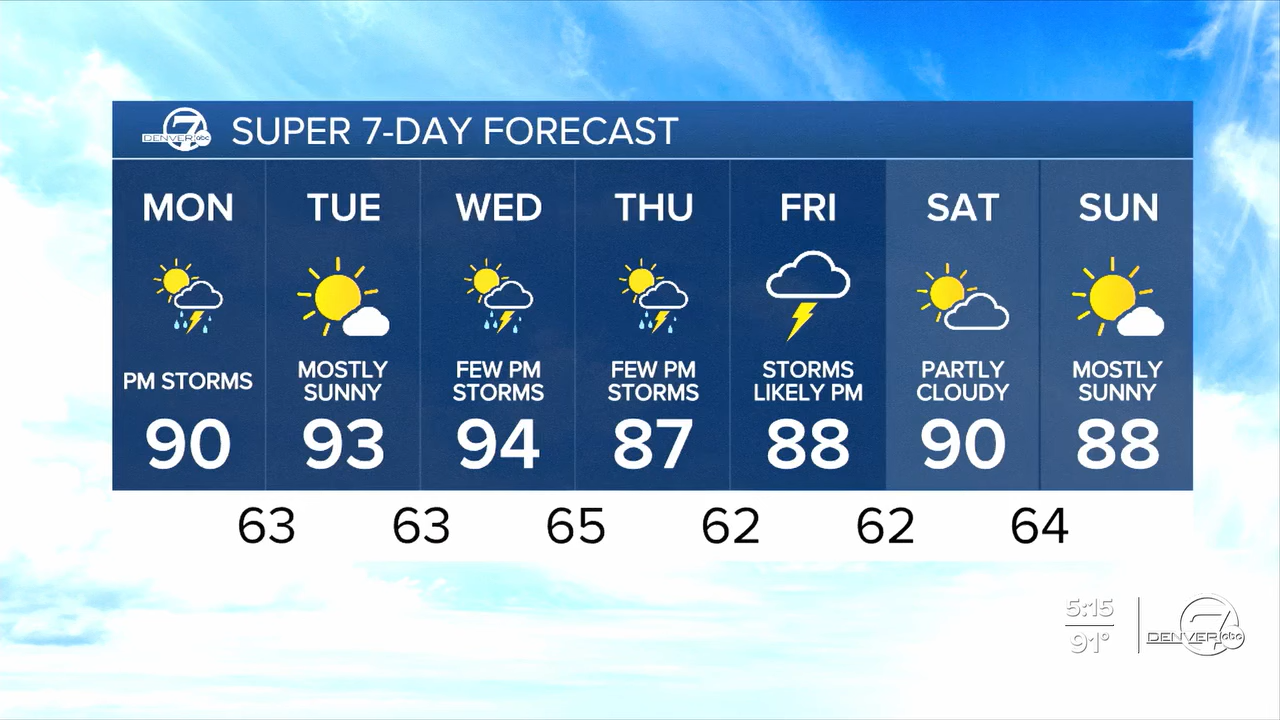 DENVER 7 abc
SUPER 7-DAY FORECAST
MON TUE WED THU FRI SAT SUN
PM STORMS
MOSTLY
SUNNY
FEW PM
STORMS
FEW PM
STORMS
STORMS
LIKELY PM
PARTLY
CLOUDY
MOSTLY
SUNNY
90 93 94 87 88 90 88
63 63 65 62 62 64
5:15
91°
DENVER 7 abc